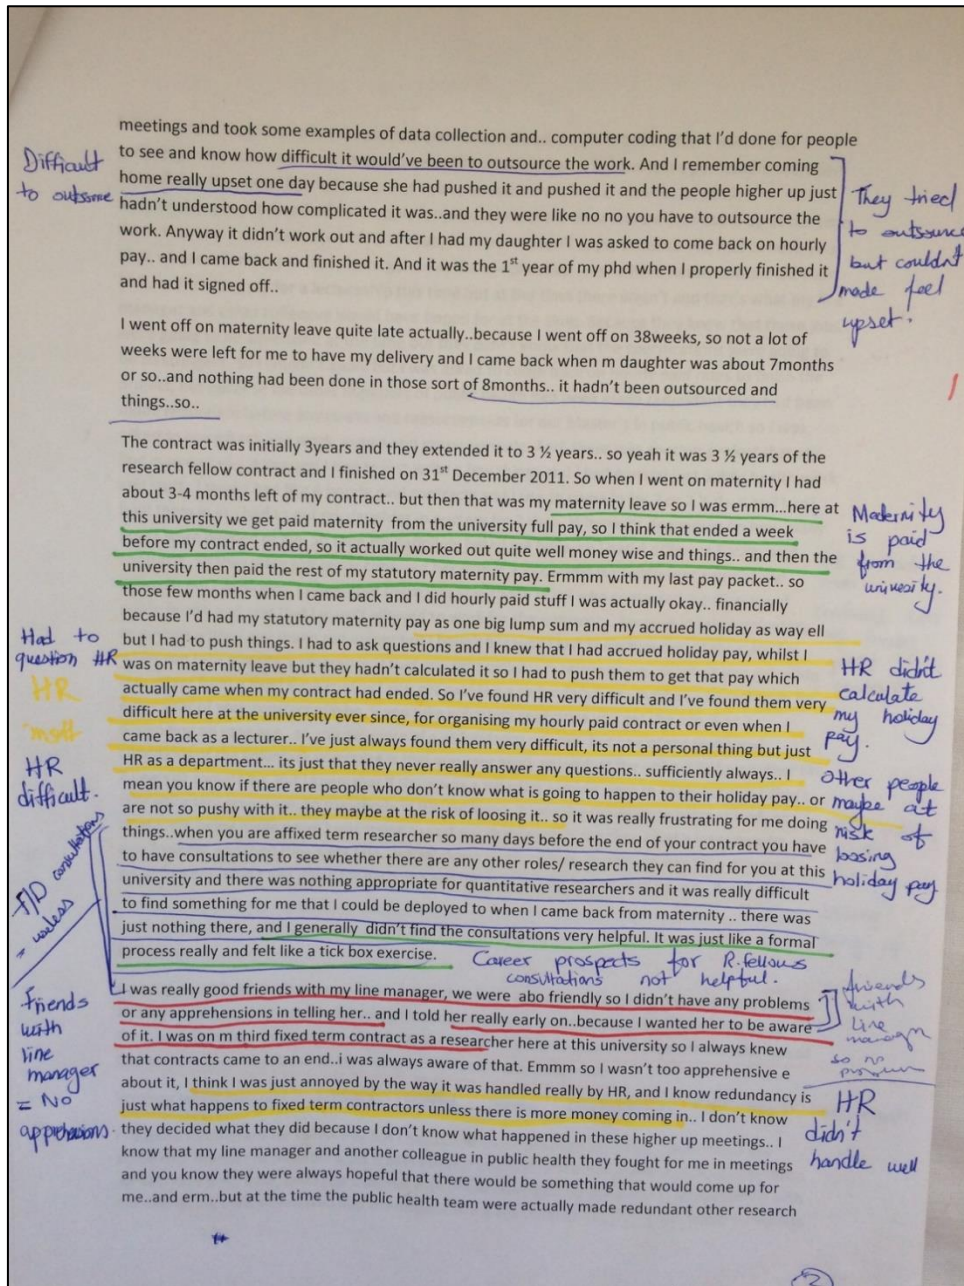 meetings and took some examples of data collection and.. computer coding that I'd done for people
to see and know how difficult it would've been to outsource the work. And I remember coming
home really upset one day because she had pushed it and pushed it and the people higher up just
hadn't understood how complicated it was..and they were like no no you have to outsource the
work. Anyway it didn't work out and after I had my daughter I was asked to come back on hourly
pay.. and I came back and finished it. And it was the 1st year of my phd when I properly finished it
and had it signed off..
Difficult
to outsome
They tried
to outsource
but couldn't
made feel
upset.
I went off on maternity leave quite late actually..because I went off on 38weeks, so not a lot of
weeks were left for me to have my delivery and I came back when m daughter was about 7months
or so..and nothing had been done in those sort of 8months.. it hadn't been outsourced and
things..so..
The contract was initially 3years and they extended it to 3 ½ years.. so yeah it was 3 ½ years of the
research fellow contract and I finished on 31st December 2011. So when I went on maternity I had
about 3-4 months left of my contract.. but then that was my maternity leave so I was ermm...here at
this university we get paid maternity from the university full pay, so I think that ended a week
before my contract ended, so it actually worked out quite well money wise and things.. and then the
university then paid the rest of my statutory maternity pay. Ermmm with my last pay packet.. so
those few months when I came back and I did hourly paid stuff I was actually okay.. financially
because I'd had my statutory maternity pay as one big lump sum and my accrued holiday as way ell
but I had to push things. I had to ask questions and I knew that I had accrued holiday pay, whilst I
was on maternity leave but they hadn't calculated it so I had to push them to get that pay which
actually came when my contract had ended. So I've found HR very difficult and I've found them very
difficult here at the university ever since, for organising my hourly paid contract or even when I
came back as a lecturer.. I've just always found them very difficult, its not a personal thing but just
HR as a department... its just that they never really answer any questions.. sufficiently always.. I
mean you know if there are people who don't know what is going to happen to their holiday pay.. or
are not so pushy with it.. they maybe at the risk of loosing it.. so it was really frustrating for me doing
things..when you are affixed term researcher so many days before the end of your contract you have
to have consultations to see whether there are any other roles/ research they can find for you at this
university and there was nothing appropriate for quantitative researchers and it was really difficult
to find something for me that I could be deployed to when I came back from maternity .. there was
just nothing there, and I generally didn't find the consultations very helpful. It was just like a formal
process really and felt like a tick box exercise.
Maternity
is paid
from the
university.
Had to
question HR
HR
HR
difficult.
HR didn't
calculate
my holiday
pay.
other people
maybe at
risk of
loosing
holiday pay
F/D consultations
= useless
Career prospects for R.fellows
consultations not helpful.
I was really good friends with my line manager, we were abo friendly so I didn't have any problems
or any apprehensions in telling her.. and I told her really early on..because I wanted her to be aware
of it. I was on m third fixed term contract as a researcher here at this university so I always knew
that contracts came to an end..i was always aware of that. Emmm so I wasn't too apprehensive e
about it, I think I was just annoyed by the way it was handled really by HR, and I know redundancy is
just what happens to fixed term contractors unless there is more money coming in.. I don't know
they decided what they did because I don't know what happened in these higher up meetings.. I
know that my line manager and another colleague in public health they fought for me in meetings
and you know they were always hopeful that there would be something that would come up for
me..and erm..but at the time the public health team were actually made redundant other research
Friends
with
line
manager
= No
apprehensions
friends
with
line
so no
HR
didn't
handle well